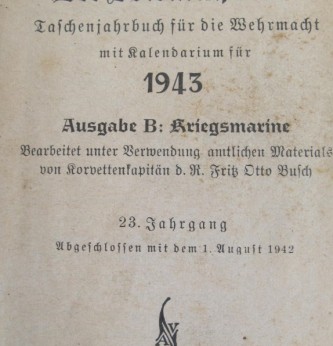 Taschenjahrbuch für die Wehrmacht
mit Kalendarium für
1943
Ausgabe B: Kriegsmarine
Bearbeitet unter Verwendung amtlichen Materials
von Korvettenkapitän d. R. Fritz Otto Busch
23. Jahrgang
Abgeschlossen mit dem 1. August 1942